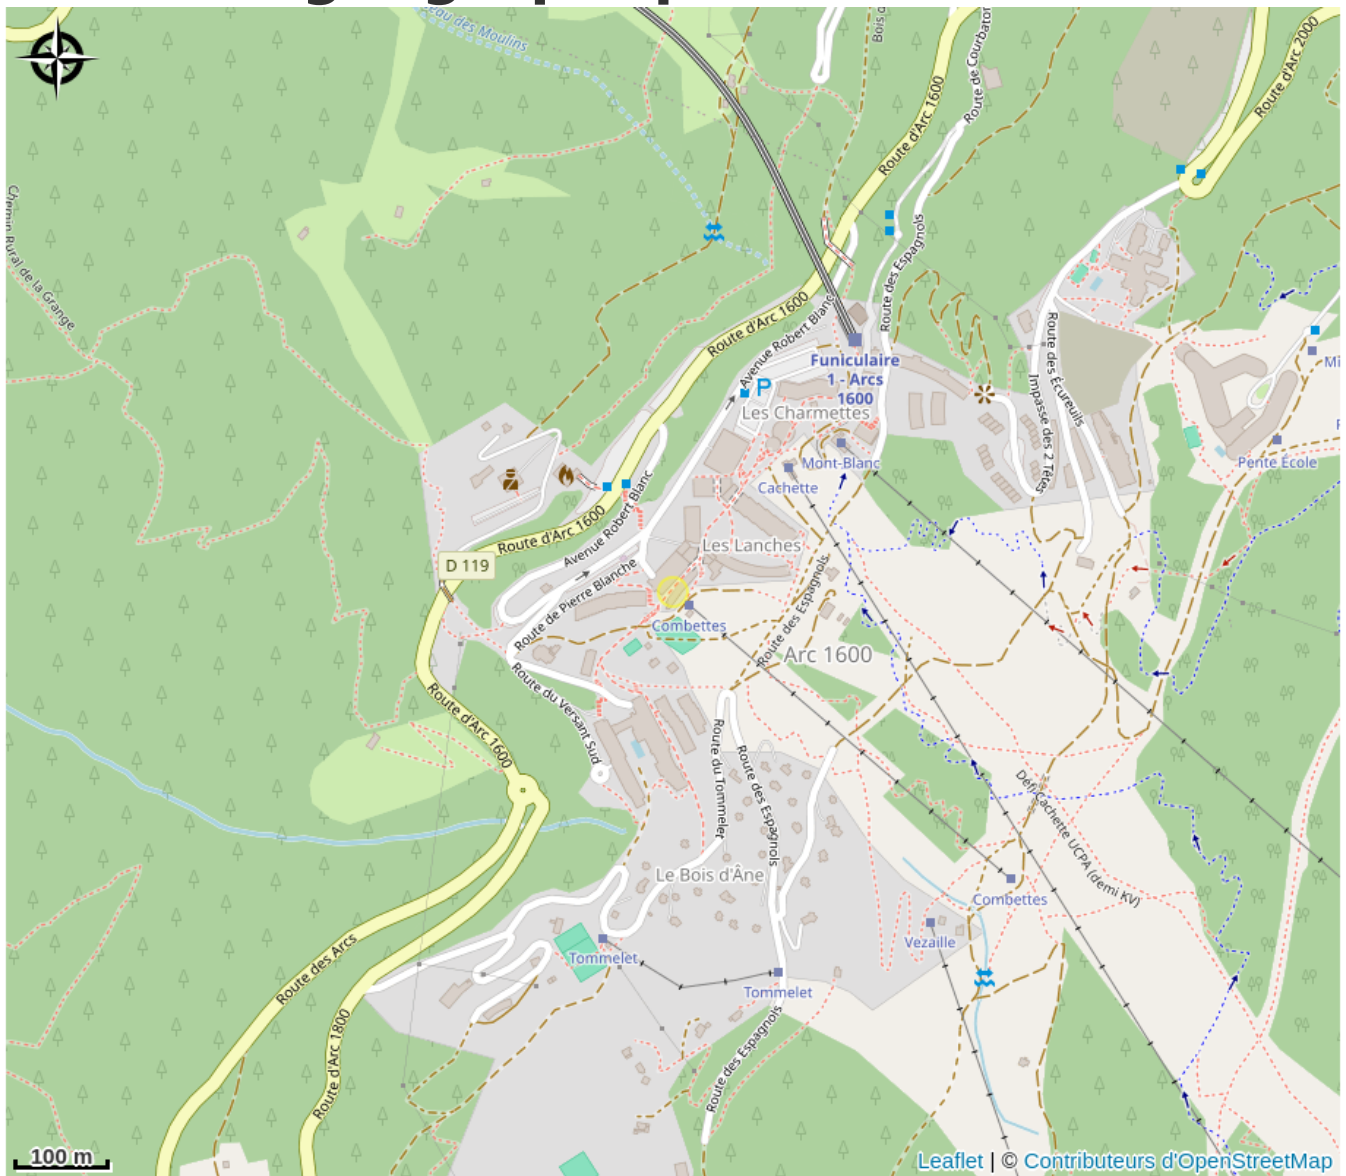 eau des Moulins
Bois d
Route de Courbaton
Route d'Arc 2000
Route d'Arc 1600
Chemin Rural de la Grange
Route des Espagnols
Route d'Arc 1600
Avenue Robert Blanc
Funiculaire
1 - Arcs
1600
Route des Écureuils
Impasse des 2 Têtes
Mi
P
Les Charmettes
Mont-Blanc
Cachette
Pente École
Route d'Arc 1600
Avenue Robert Blanc
Les Lanches
D 119
Route de Pierre Blanche
Combettes
Route des Espagnols
Arc 1600
Route d'Arc 1600
Route du Versant Sud
Route du Tommelet
Route des Espagnols
Défi Cachette UCPA (demi KV)
Le Bois d'Âne
Combettes
Vezaille
Tommelet
Tommelet
Route des Arcs
Route d'Arc 1800
Route des Espagnols
100 m
Leaflet | © Contributeurs d'OpenStreetMap